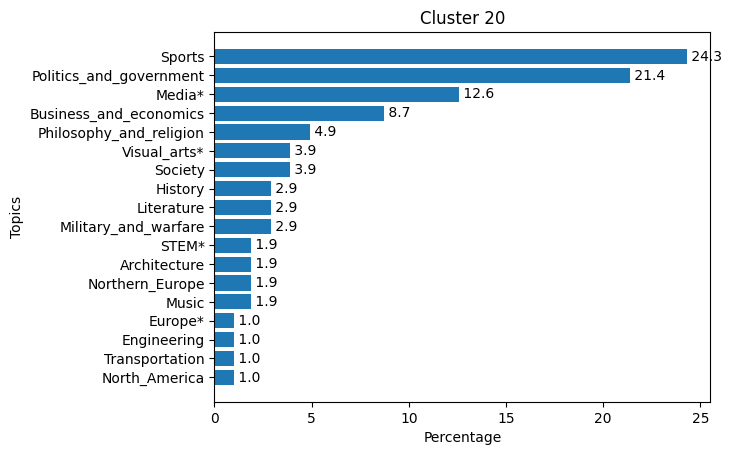 Cluster 20
Topics
Sports 24.3
Politics_and_government 21.4
Media* 12.6
Business_and_economics 8.7
Philosophy_and_religion 4.9
Visual_arts* 3.9
Society 3.9
History 2.9
Literature 2.9
Military_and_warfare 2.9
STEM* 1.9
Architecture 1.9
Northern_Europe 1.9
Music 1.9
Europe* 1.0
Engineering 1.0
Transportation 1.0
North_America 1.0
0 5 10 15 20 25
Percentage